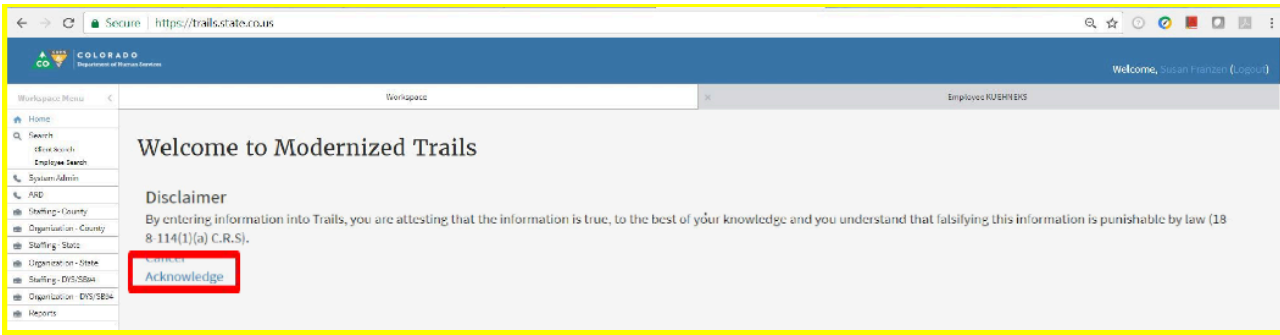 Secure | https://trails.state.co.us
CO COLORADO
Department of Human Services
Welcome, Susan Franzen (Logout)
Workspace Menu
Workspace
Employee KUEHNEKS
Home
Search
Client Search
Employee Search
System Admin
ARD
Staffing - County
Organization - County
Staffing - State
Organization - State
Staffing - DYS/SB94
Organization - DYS/SB94
Reports
Welcome to Modernized Trails
Disclaimer
By entering information into Trails, you are attesting that the information is true, to the best of your knowledge and you understand that falsifying this information is punishable by law (18
8-114(1)(a) C.R.S).
Cancel
Acknowledge